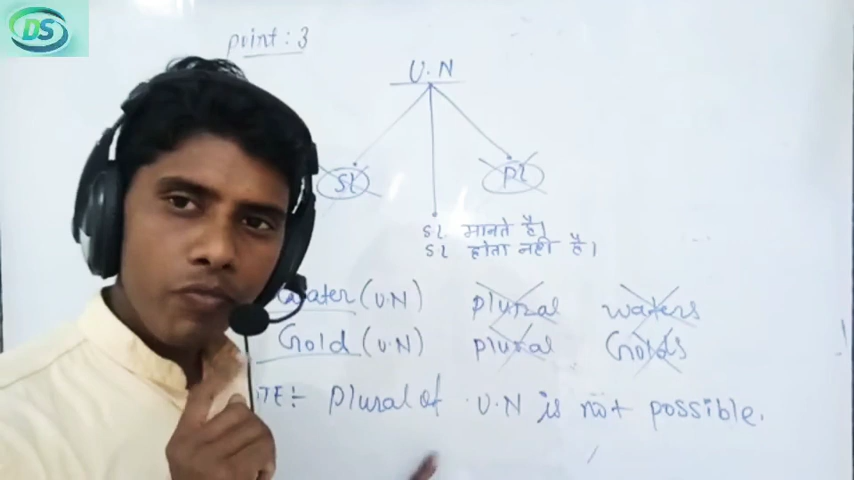 DS
point : 3
U.N
sl pl
sl मानते है।
sl होता नहीं है।
Water (U.N) plural waters
Gold (U.N) plural Golds
TE :- plural of U.N is not possible.